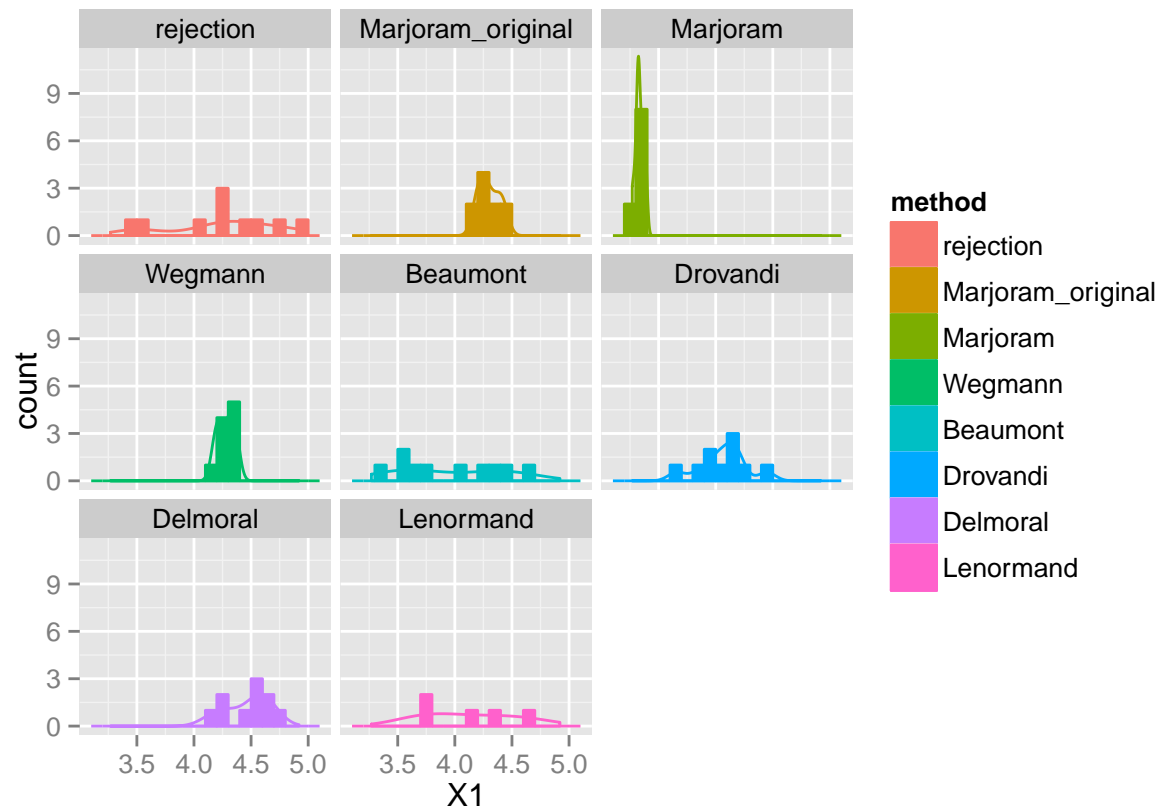 rejection Marjoram_original Marjoram
9
6
3
0
Wegmann Beaumont Drovandi
9
6
3
0
Delmoral Lenormand
9
6
3
0
3.5 4.0 4.5 5.0 3.5 4.0 4.5 5.0
X1
count
method
rejection
Marjoram_original
Marjoram
Wegmann
Beaumont
Drovandi
Delmoral
Lenormand